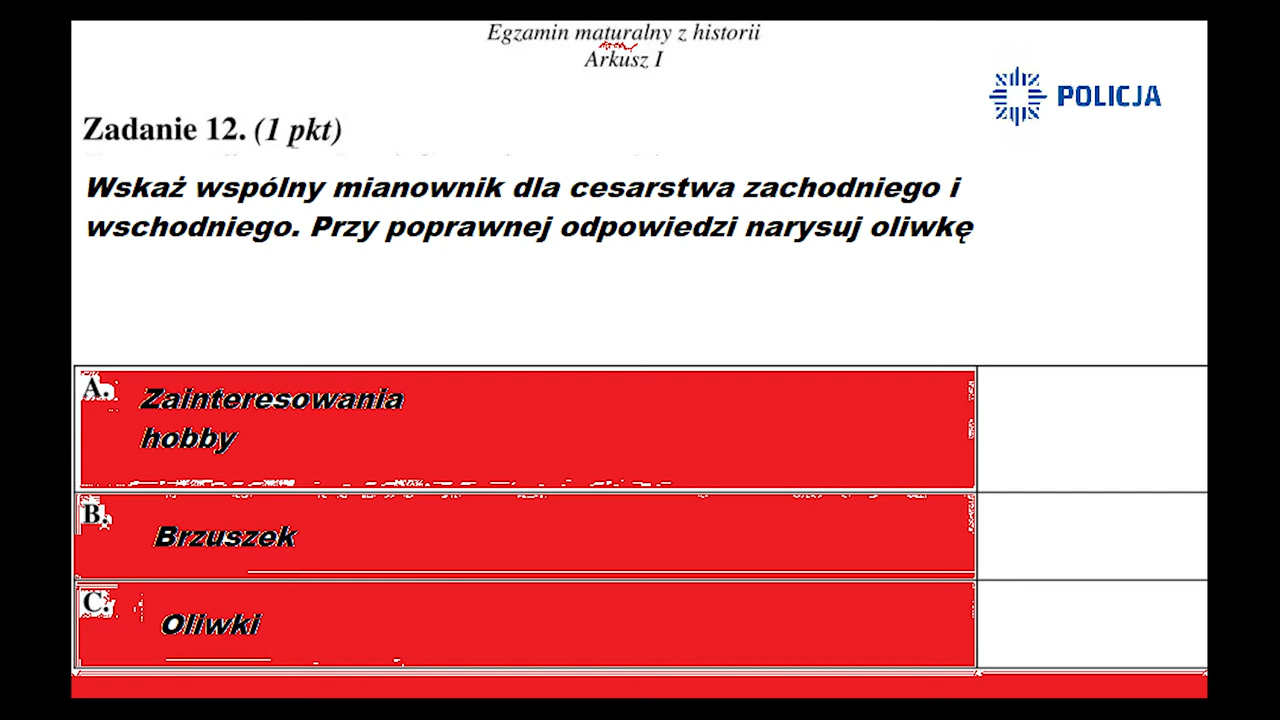 Egzamin maturalny z historii
Arkusz I
POLICJA
Zadanie 12. (1 pkt)
Wskaż wspólny mianownik dla cesarstwa zachodniego i
wschodniego. Przy poprawnej odpowiedzi narysuj oliwkę
A. Zainteresowania
hobby
B. Brzuszek
C. Oliwki